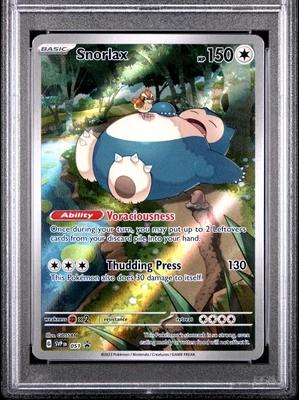 BASIC
Snorlax
HP 150
Ability Voraciousness
Once during your turn, you may put up to 2 Leftovers
cards from your discard pile into your hand.
Thudding Press 130
This Pokémon also does 30 damage to itself.
weakness ×2 resistance retreat
Illus. GOSSAN
SVP EN 051
This Pokémon's stomach is so strong, even
eating moldy or rotten food will not affect it.
©2023 Pokémon / Nintendo / Creatures / GAME FREAK